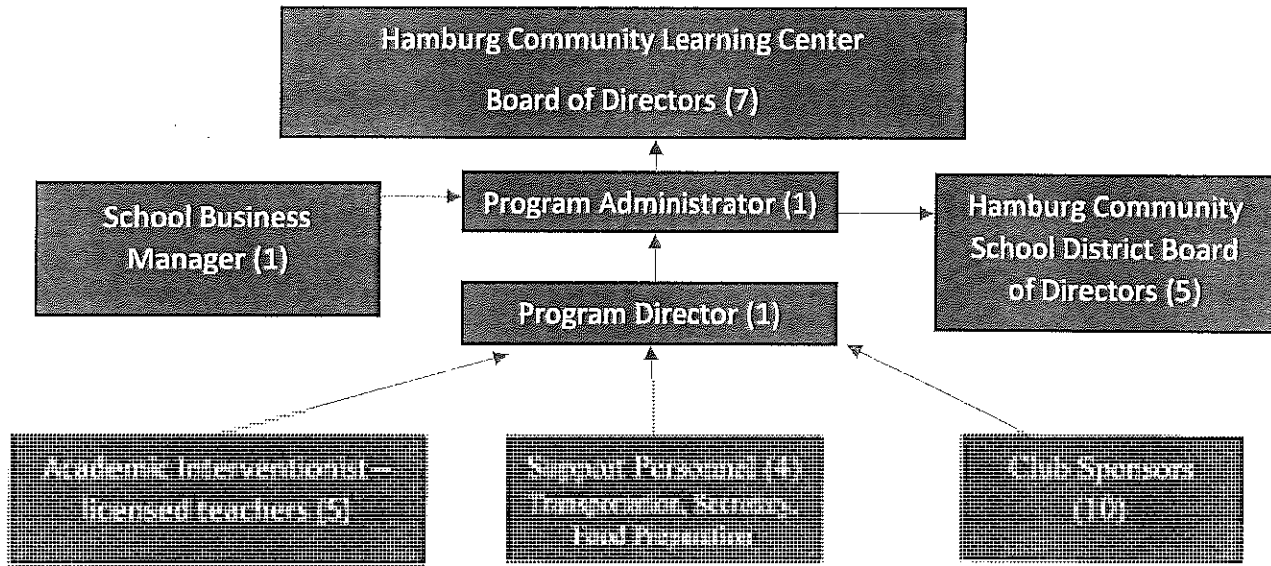 Hamburg Community Learning Center
Board of Directors (7)
School Business
Manager (1)
Program Administrator (1)
Hamburg Community
School District Board
of Directors (5)
Program Director (1)
Academic Interventionist –
licensed teachers (5)
Support Personnel (4)
Transportation, Secretary,
Food Preparation
Club Sponsors
(10)